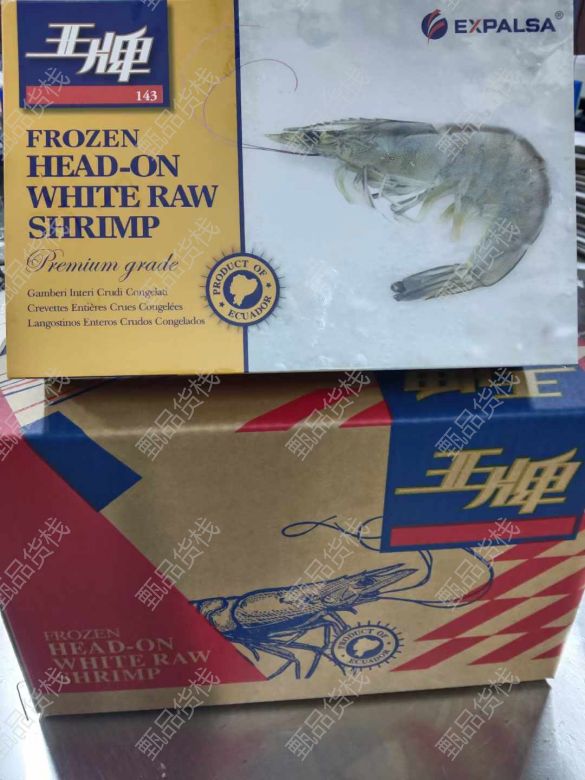 王牌
143
EXPALSA®
FROZEN
HEAD-ON
WHITE RAW
SHRIMP
Premium grade
Gamberi Interi Crudi Congelati
Crevettes Entières Crues Congelées
Langostinos Enteros Crudos Congelados
PRODUCT OF
ECUADOR
王牌
FROZEN
HEAD-ON
WHITE RAW
SHRIMP
PRODUCT OF
ECUADOR
甄品货栈